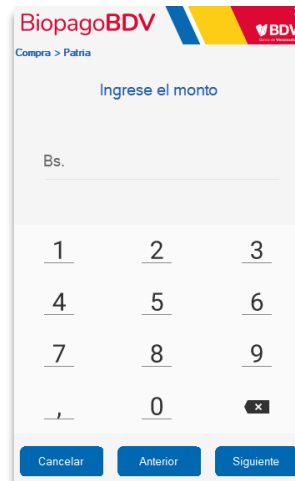 BiopagoBDV
BDV
Compra > Patria
Ingrese el monto
Bs.
1 2 3
4 5 6
7 8 9
, 0
Cancelar Anterior Siguiente